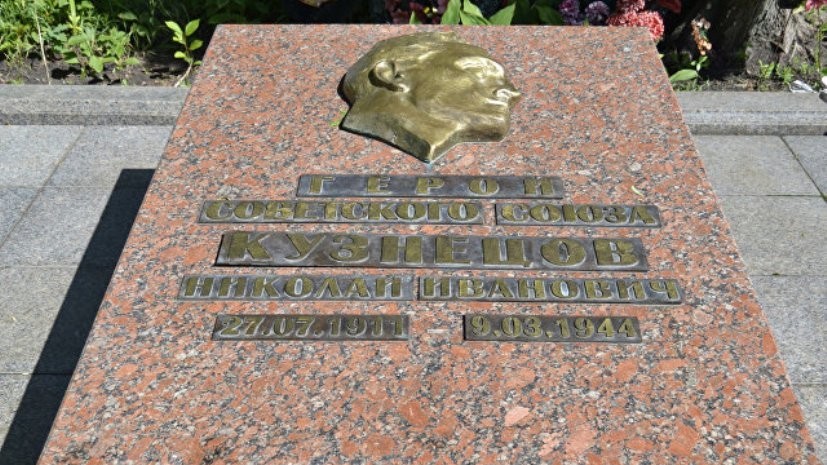 ГЕРОЙ
СОВЕТСКОГО СОЮЗА
КУЗНЕЦОВ
НИКОЛАЙ ИВАНОВИЧ
27.07.1911 9.03.1944